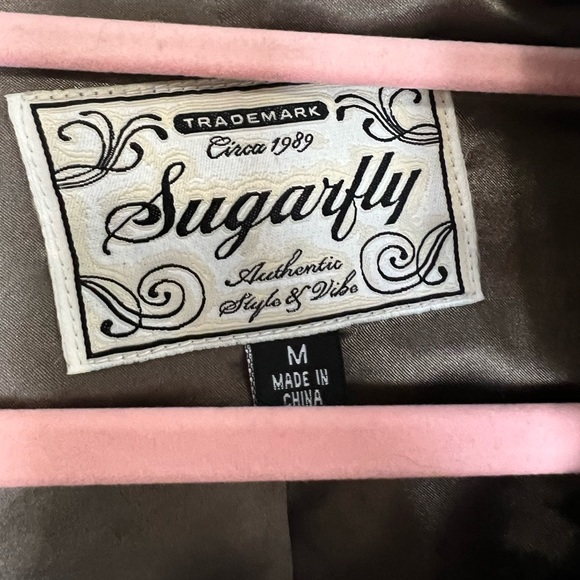 TRADEMARK
Circa 1989
Sugarfly
Authentic
Style & Vibe
M
MADE IN
CHINA